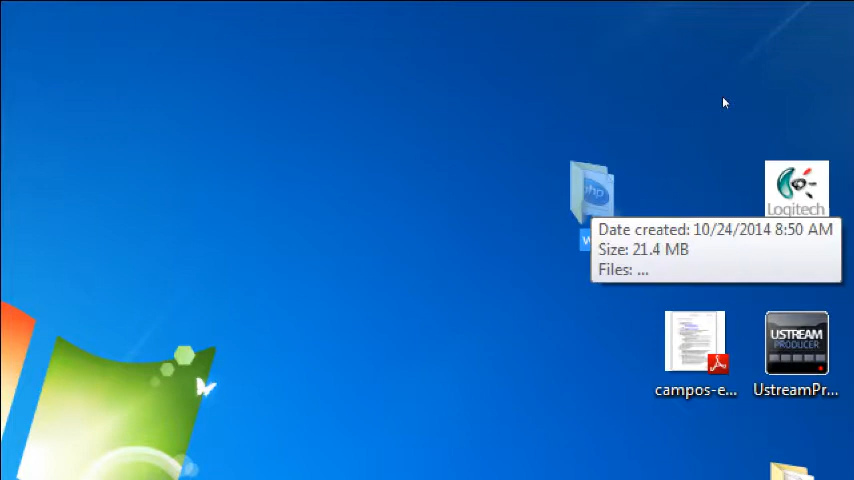 php
Logitech
Date created: 10/24/2014 8:50 AM
Size: 21.4 MB
Files: ...
USTREAM
PRODUCER
campos-e...
UstreamPr...